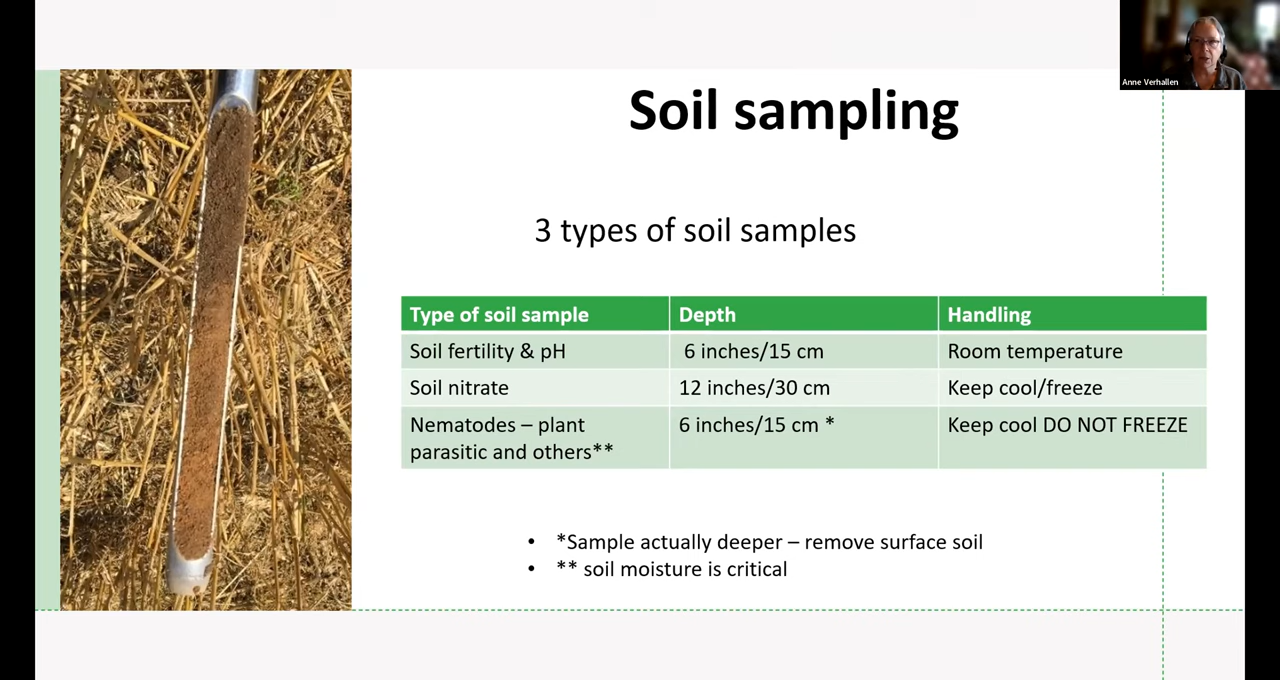 Anne Verhallen
Soil sampling
3 types of soil samples
Type of soil sample Depth Handling
Soil fertility & pH 6 inches/15 cm Room temperature
Soil nitrate 12 inches/30 cm Keep cool/freeze
Nematodes – plant 6 inches/15 cm * Keep cool DO NOT FREEZE
parasitic and others**
• *Sample actually deeper – remove surface soil
• ** soil moisture is critical